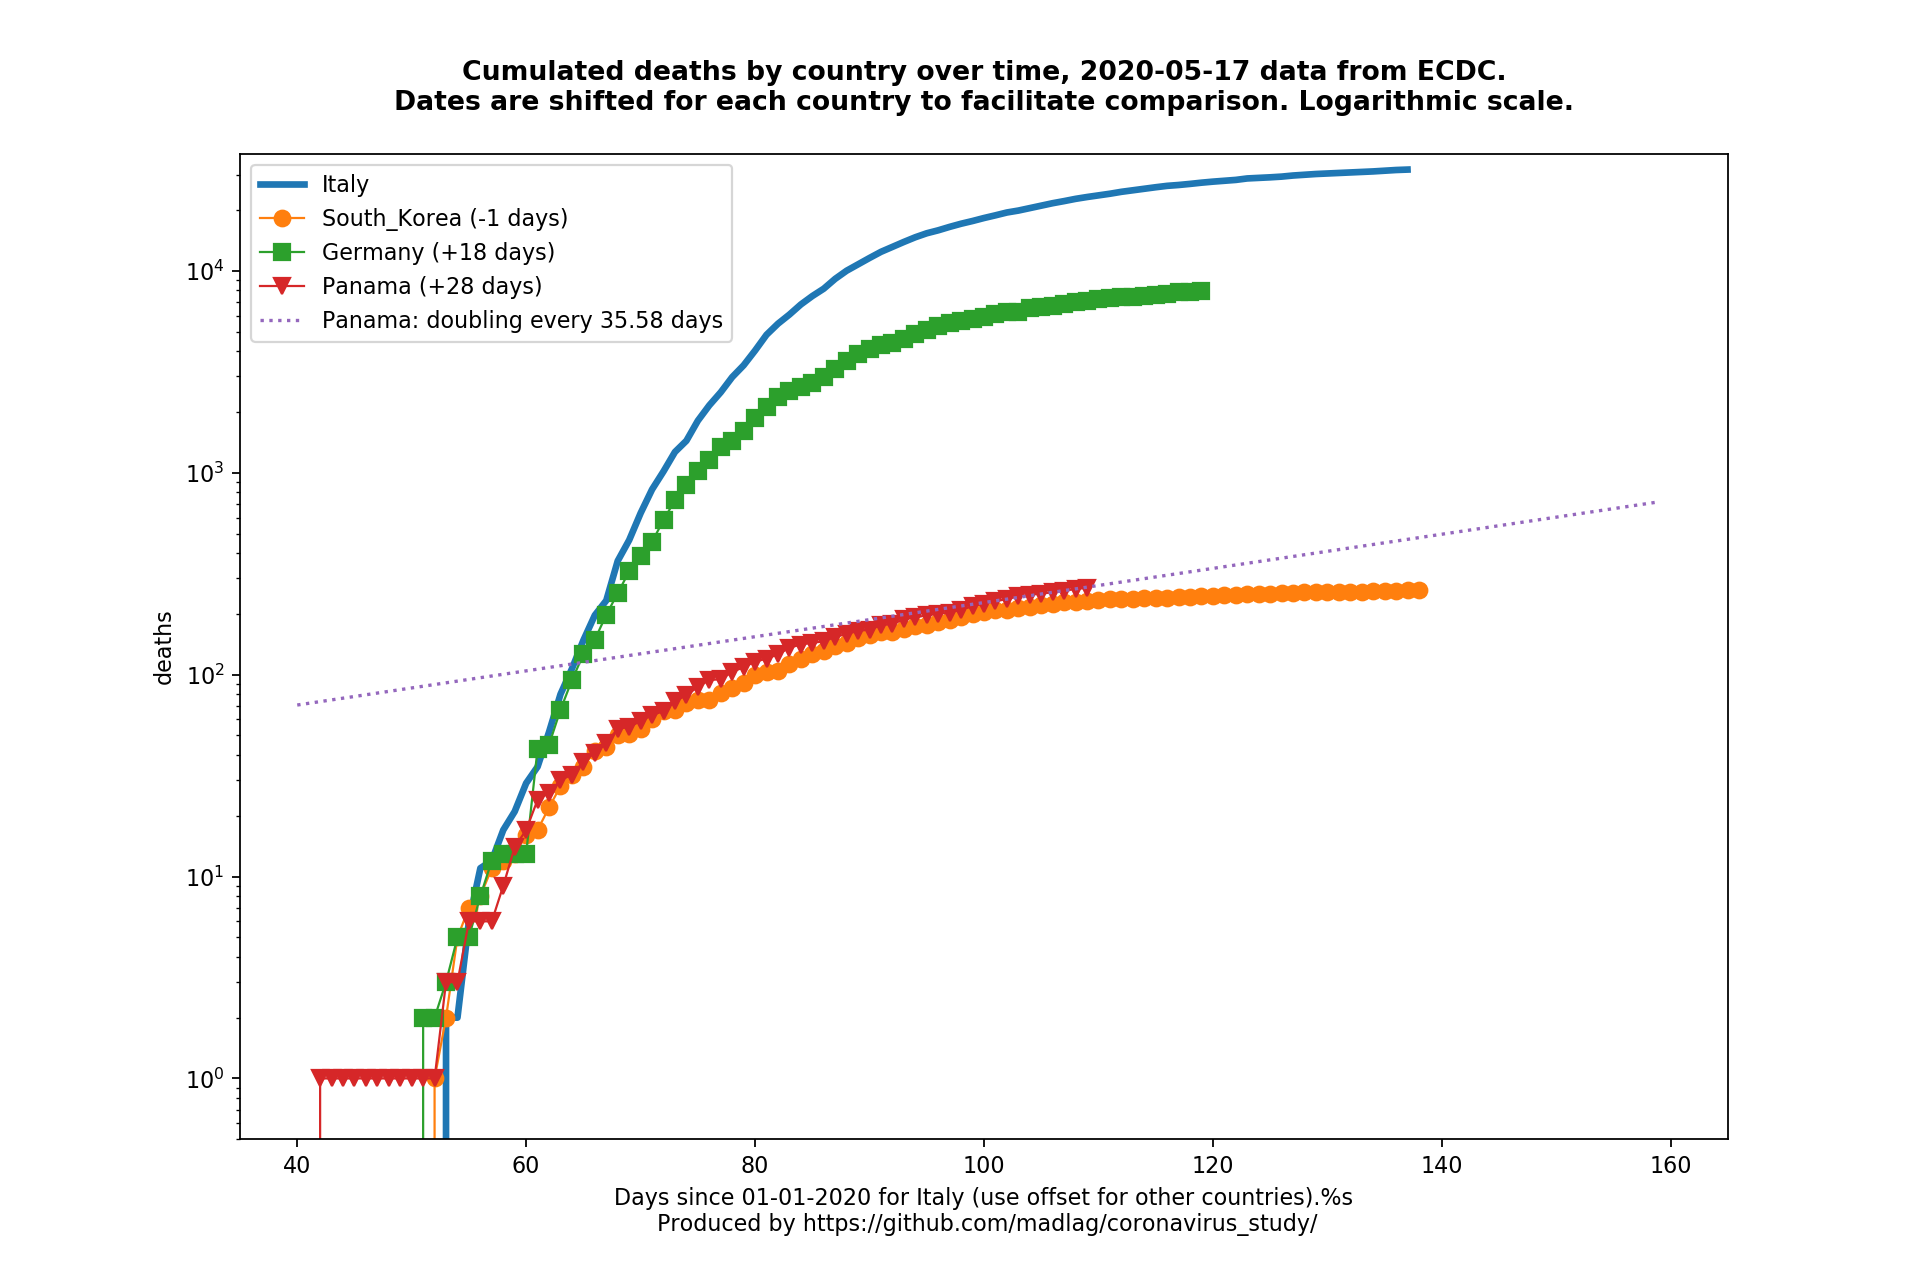 Cumulated deaths by country over time, 2020-05-17 data from ECDC.
Dates are shifted for each country to facilitate comparison. Logarithmic scale.
Italy
South_Korea (-1 days)
Germany (+18 days)
Panama (+28 days)
Panama: doubling every 35.58 days
deaths
10⁴
10³
10²
10¹
10⁰
40 60 80 100 120 140 160
Days since 01-01-2020 for Italy (use offset for other countries).%s
Produced by https://github.com/madlag/coronavirus_study/